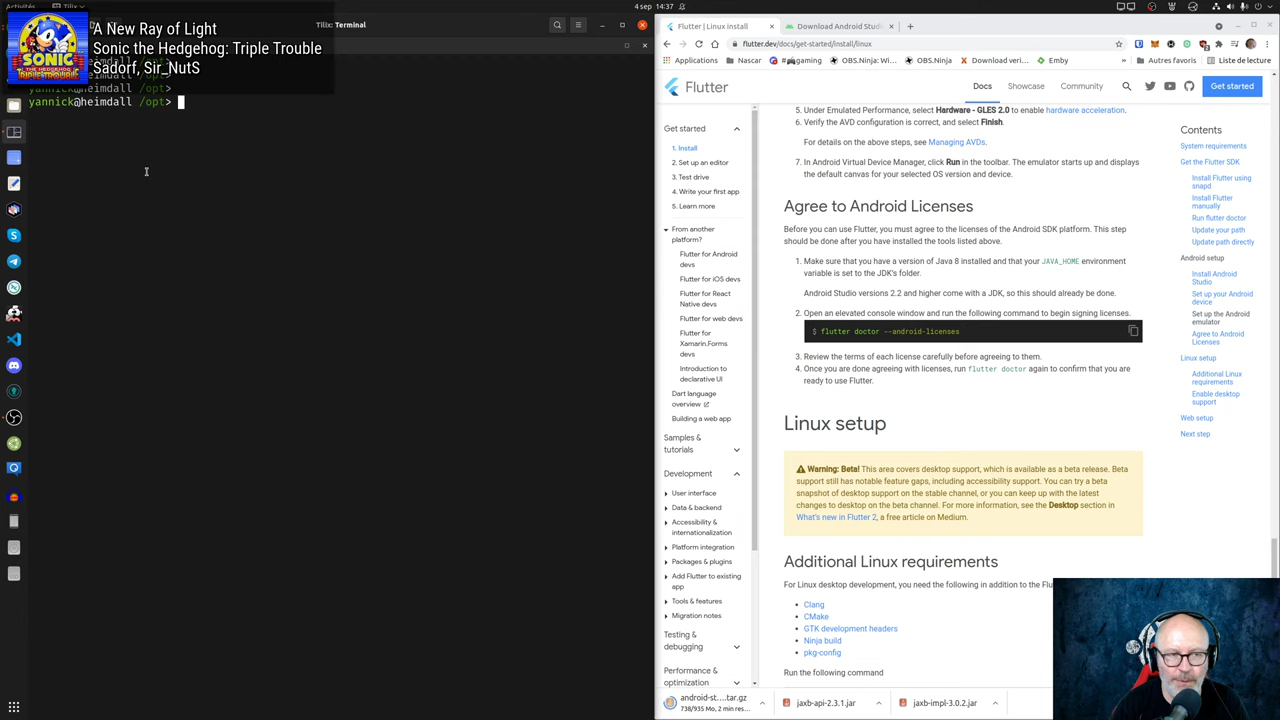 Tilix
4 sep 14:37
Tilix: Terminal
A New Ray of Light
Sonic the Hedgehog: Triple Trouble
Sadorf, Sir_NutS
yannick@heimdall /opt>
yannick@heimdall /opt>
Flutter | Linux install
Download Android Studio
flutter.dev/docs/get-started/install/linux
Applications
Nascar
#🎮gaming
OBS.Ninja: Win...
OBS.Ninja
Paypal
Emby
Autres favoris
Liste de lecture
Flutter
Docs
Showcase
Community
Get started
Get started
1. Install
2. Set up an editor
3. Test drive
4. Write your first app
5. Learn more
From another
platform?
Flutter for Android
devs
Flutter for iOS devs
Flutter for React
Native devs
Flutter for web devs
Flutter for
Xamarin.Forms
devs
Introduction to
declarative UI
Dart language
overview
Building a web app
Samples &
tutorials
Development
User interface
Data & backend
Accessibility &
internationalization
Platform integration
Packages & plugins
Add Flutter to existing
app
Tools & features
Migration notes
Testing &
debugging
Performance &
optimization
5. Under Emulated Performance, select Hardware - GLES 2.0 to enable hardware acceleration.
6. Verify the AVD configuration is correct, and select Finish.
For details on the above steps, see Managing AVDs.
7. In Android Virtual Device Manager, click Run in the toolbar. The emulator starts up and displays
the default canvas for your selected OS version and device.
Agree to Android Licenses
Before you can use Flutter, you must agree to the licenses of the Android SDK platform. This step
should be done after you have installed the tools listed above.
1. Make sure that you have a version of Java 8 installed and that your JAVA_HOME environment
variable is set to the JDK's folder.
Android Studio versions 2.2 and higher come with a JDK, so this should already be done.
2. Open an elevated console window and run the following command to begin signing licenses.
$ flutter doctor --android-licenses
3. Review the terms of each license carefully before agreeing to them.
4. Once you are done agreeing with licenses, run flutter doctor again to confirm that you are
ready to use Flutter.
Linux setup
Warning: Beta! This area covers desktop support, which is available as a beta release. Beta
support still has notable feature gaps, including accessibility support. You can try a beta
snapshot of desktop support on the stable channel, or you can keep up with the latest
changes to desktop on the beta channel. For more information, see the Desktop section in
What's new in Flutter 2, a free article on Medium.
Additional Linux requirements
For Linux desktop development, you need the following in addition to the Flu
Clang
CMake
GTK development headers
Ninja build
pkg-config
Run the following command
Contents
System requirements
Get the Flutter SDK
Install Flutter using
snapd
Install Flutter
manually
Run flutter doctor
Update your path
Update path directly
Android setup
Install Android
Studio
Set up your Android
device
Set up the Android
emulator
Agree to Android
Licenses
Linux setup
Additional Linux
requirements
Enable desktop
support
Web setup
Next step
android-st....tar.gz
738/935 Mo, 2 min res...
jaxb-api-2.3.1.jar
jaxb-impl-3.0.2.jar